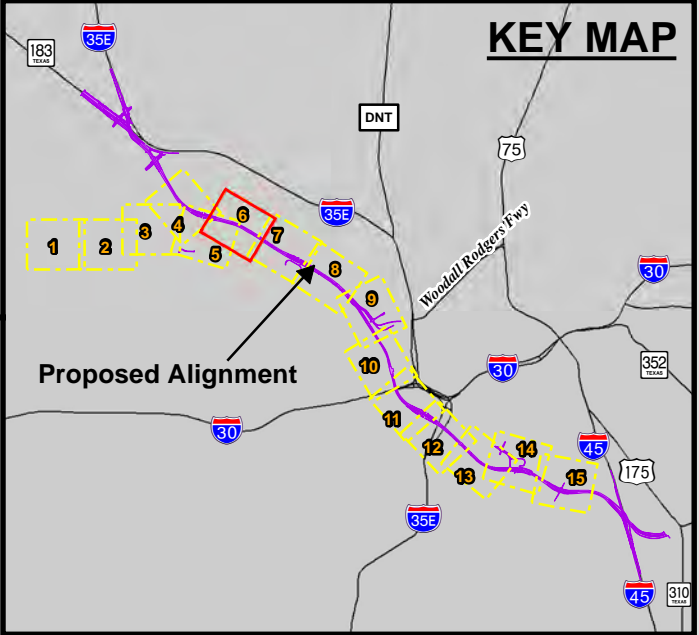 KEY MAP
35E
183
TEXAS
DNT
75
35E
Woodall Rodgers Fwy
6
7
4
3
1
2
5
8
30
9
Proposed Alignment
10
30
352
TEXAS
11
30
12
14
45
13
15
175
35E
45
310
TEXAS